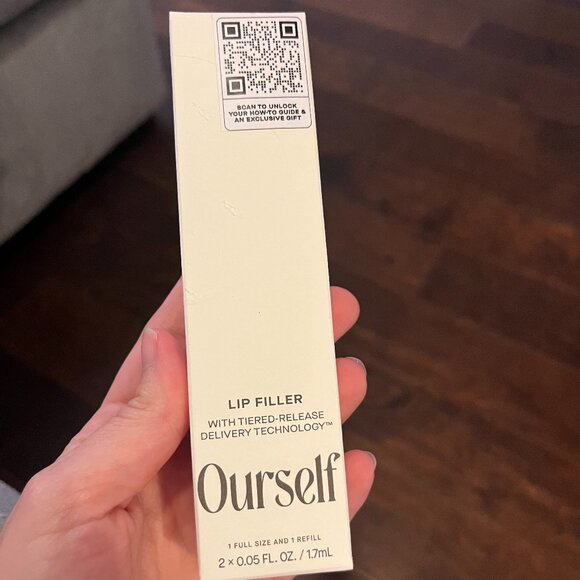 SCAN TO UNLOCK
YOUR HOW-TO GUIDE &
AN EXCLUSIVE GIFT
LIP FILLER
WITH TIERED-RELEASE
DELIVERY TECHNOLOGY™
Ourself
1 FULL SIZE AND 1 REFILL
2 × 0.05 FL. OZ. / 1.7mL